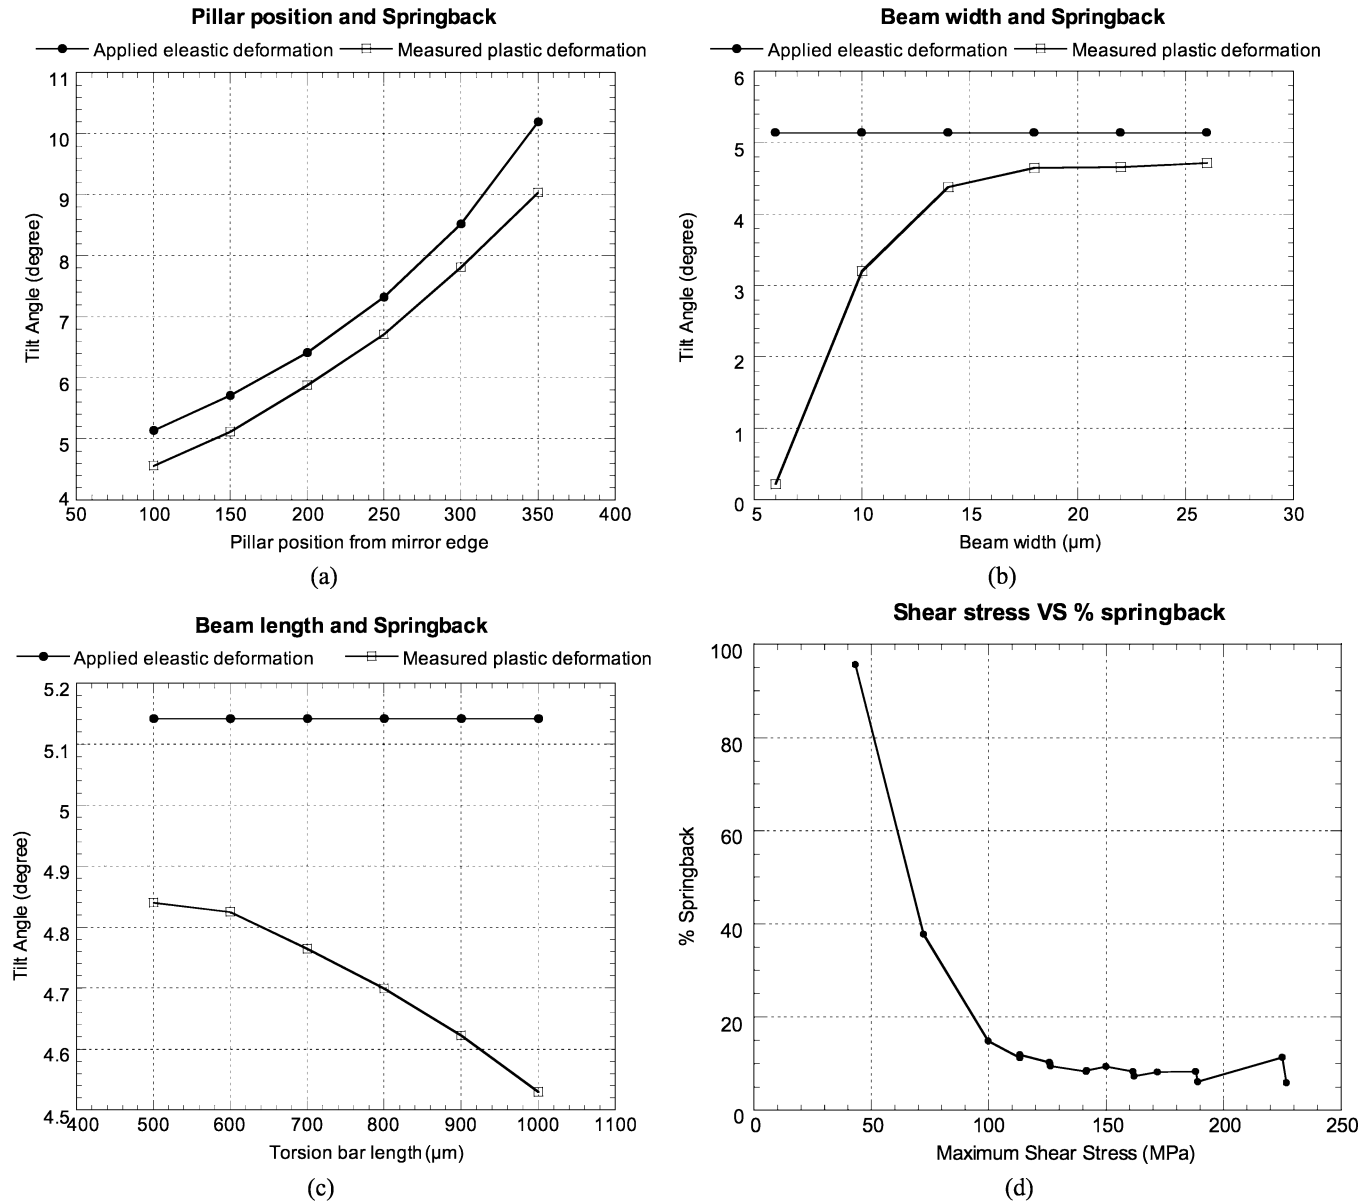 Pillar position and Springback
Applied eleastic deformation Measured plastic deformation
11
10
9
8
7
6
5
4
Tilt Angle (degree)
50 100 150 200 250 300 350 400
Pillar position from mirror edge
(a)
Beam width and Springback
Applied eleastic deformation Measured plastic deformation
6
5
4
3
2
1
0
Tilt Angle (degree)
5 10 15 20 25 30
Beam width (μm)
(b)
Beam length and Springback
Applied eleastic deformation Measured plastic deformation
5.2
5.1
5
4.9
4.8
4.7
4.6
4.5
Tilt Angle (degree)
400 500 600 700 800 900 1000 1100
Torsion bar length (μm)
(c)
Shear stress VS % springback
100
80
60
40
20
0
% Springback
0 50 100 150 200 250
Maximum Shear Stress (MPa)
(d)